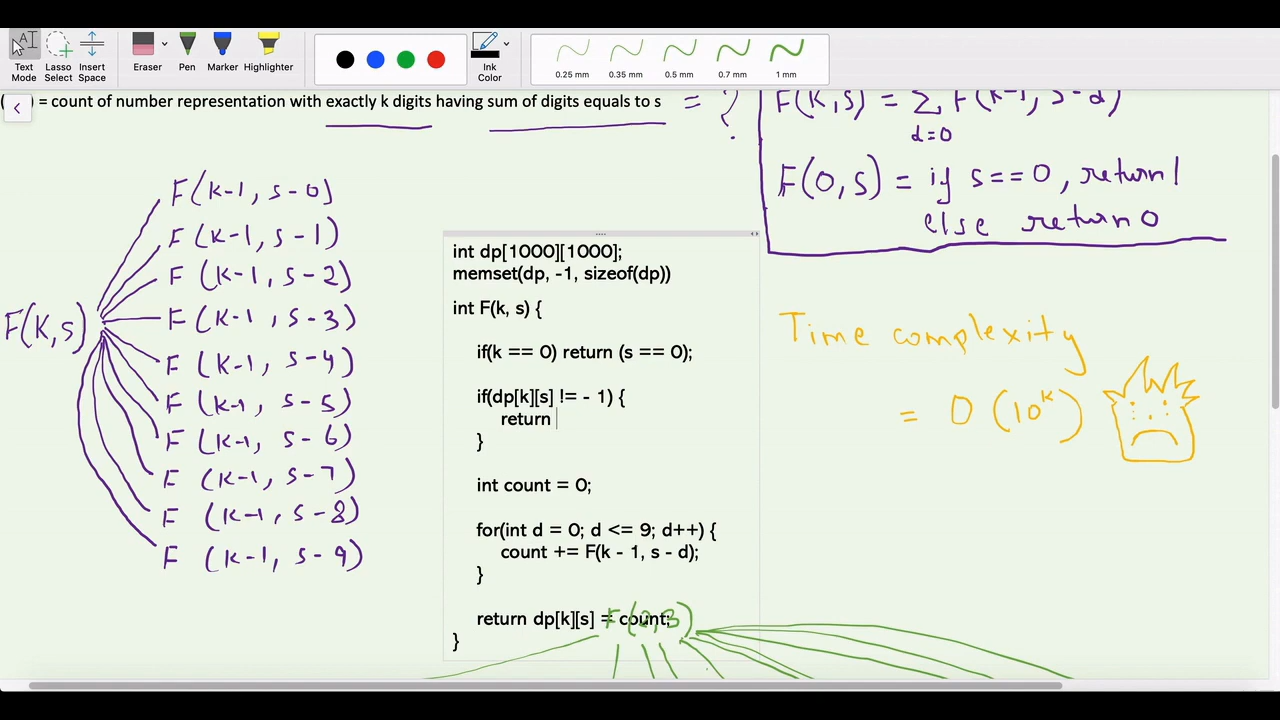 Text Mode
Lasso Select
Insert Space
Eraser
Pen
Marker
Highlighter
Ink Color
0.25 mm
0.35 mm
0.5 mm
0.7 mm
1 mm
) = count of number representation with exactly k digits having sum of digits equals to s = ?
F(K,s) = Σ F(K-1, s-d)
d=0
F(0,s) = if s==0, return 1
else return 0
F(K,s)
F(K-1, s-0)
F(K-1, s-1)
F(K-1, s-2)
F(K-1, s-3)
F(K-1, s-4)
F(K-1, s-5)
F(K-1, s-6)
F(K-1, s-7)
F(K-1, s-8)
F(K-1, s-9)
int dp[1000][1000];
memset(dp, -1, sizeof(dp))
int F(k, s) {
if(k == 0) return (s == 0);
if(dp[k][s] != - 1) {
return
}
int count = 0;
for(int d = 0; d <= 9; d++) {
count += F(k - 1, s - d);
}
return dp[k][s] = count;
}
Time complexity
= O(10^K)
F(2,3)